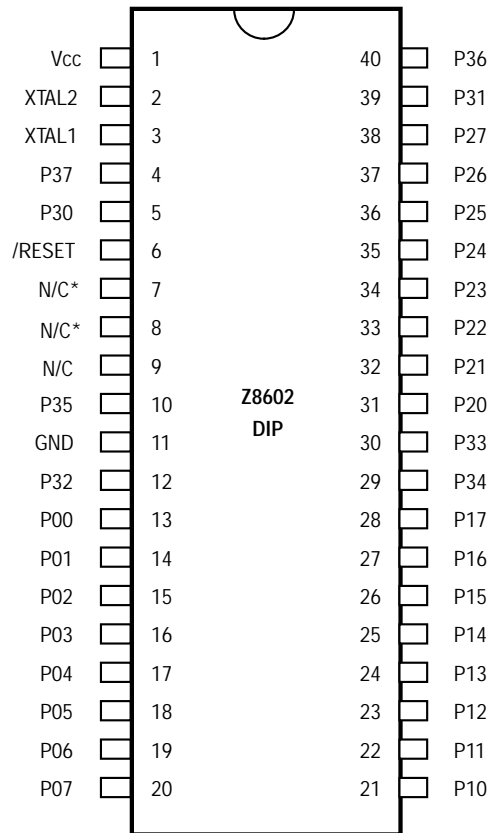 Vcc 1 40 P36
XTAL2 2 39 P31
XTAL1 3 38 P27
P37 4 37 P26
P30 5 36 P25
/RESET 6 35 P24
N/C* 7 34 P23
N/C* 8 33 P22
N/C 9 32 P21
P35 10 Z8602 31 P20
GND 11 DIP 30 P33
P32 12 29 P34
P00 13 28 P17
P01 14 27 P16
P02 15 26 P15
P03 16 25 P14
P04 17 24 P13
P05 18 23 P12
P06 19 22 P11
P07 20 21 P10